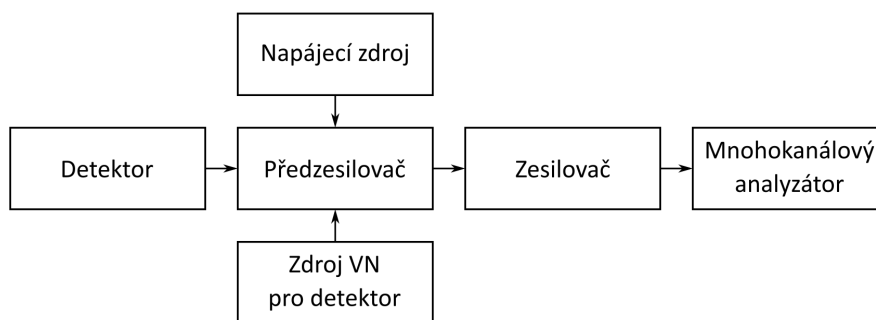 Napájecí zdroj
Detektor
Předzesilovač
Zesilovač
Mnohokanálový
analyzátor
Zdroj VN
pro detektor